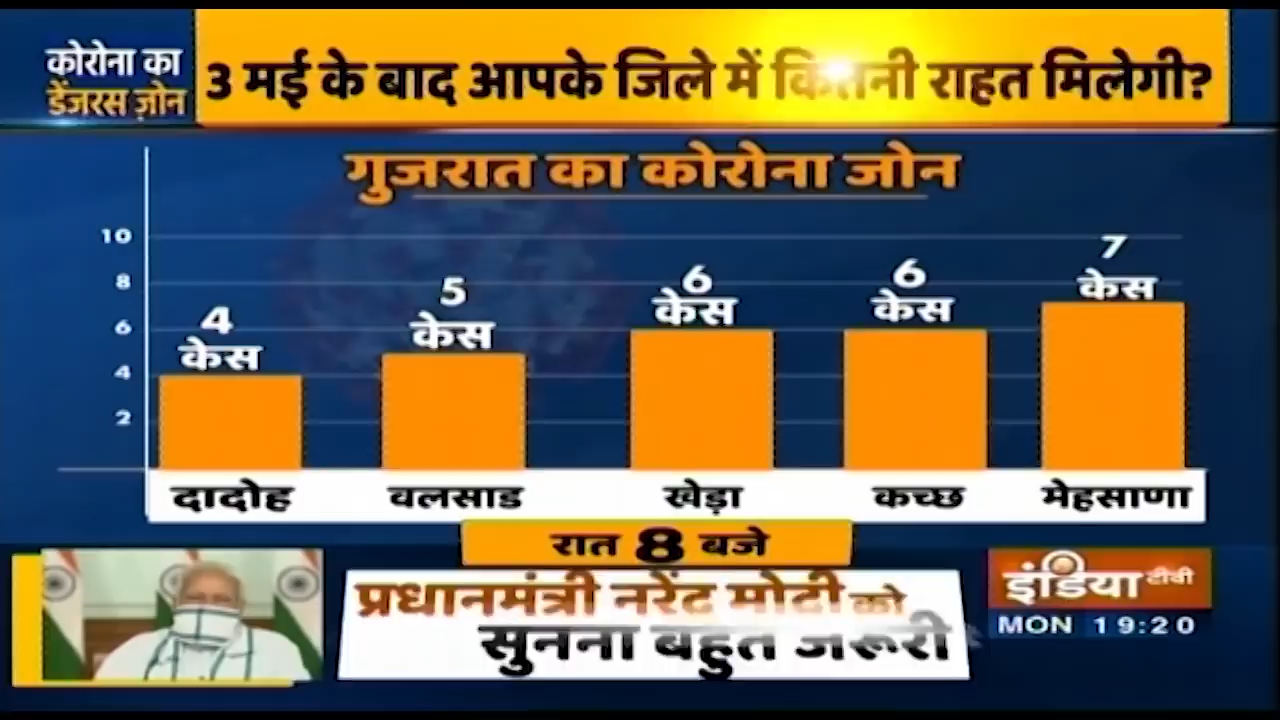 कोरोना का
डेंजरस ज़ोन
3 मई के बाद आपके जिले में कितनी राहत मिलेगी?
गुजरात का कोरोना जोन
10
8
6
4
2
4
केस
5
केस
6
केस
6
केस
7
केस
दादोह
वलसाड
खेड़ा
कच्छ
मेहसाणा
रात 8 बजे
प्रधानमंत्री नरेंद्र मोदी को
सुनना बहुत जरूरी
इंडिया टीवी
MON 19:20